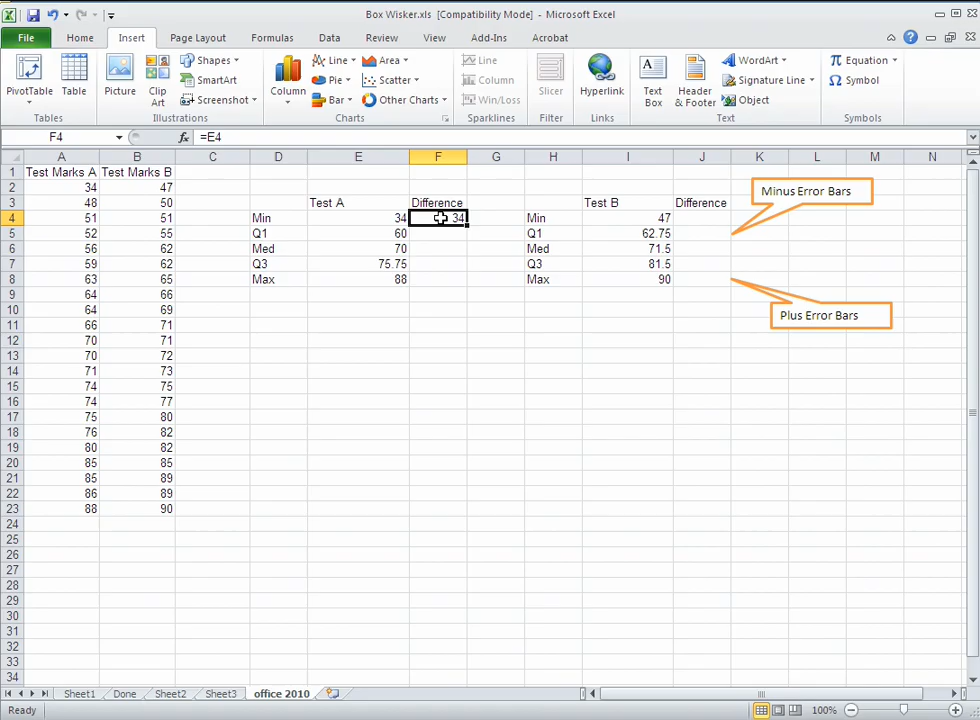 Box Wisker.xls [Compatibility Mode] - Microsoft Excel
File Home Insert Page Layout Formulas Data Review View Add-Ins Acrobat
PivotTable Table Picture Clip Art Shapes SmartArt Screenshot Column Line Pie Bar Area Scatter Other Charts Line Column Win/Loss Slicer Hyperlink Text Box Header & Footer WordArt Signature Line Object Equation Symbol
Tables Illustrations Charts Sparklines Filter Links Text Symbols
F4 fx =E4
A B C D E F G H I J K L M N
1 Test Marks A Test Marks B
2 34 47 Minus Error Bars
3 48 50 Test A Difference Test B Difference
4 51 51 Min 34 34 Min 47
5 52 55 Q1 60 Q1 62.75
6 56 62 Med 70 Med 71.5
7 59 62 Q3 75.75 Q3 81.5
8 63 65 Max 88 Max 90
9 64 66
10 64 69 Plus Error Bars
11 66 71
12 70 71
13 70 72
14 71 73
15 74 75
16 74 77
17 75 80
18 76 82
19 80 82
20 85 85
21 85 89
22 86 89
23 88 90
24
25
26
27
28
29
30
31
32
33
34
Sheet1 Done Sheet2 Sheet3 office 2010
Ready 100%